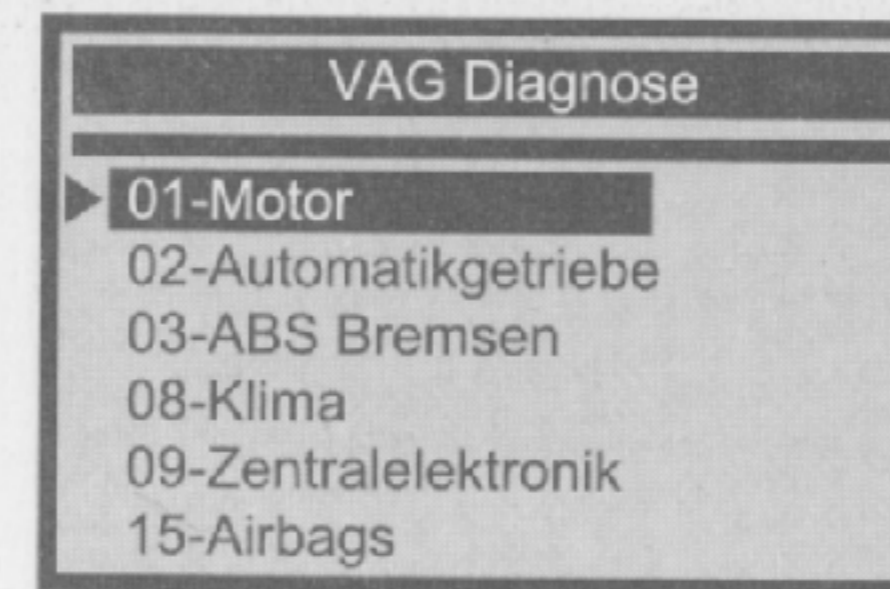 VAG Diagnose
01-Motor
02-Automatikgetriebe
03-ABS Bremsen
08-Klima
09-Zentralelektronik
15-Airbags